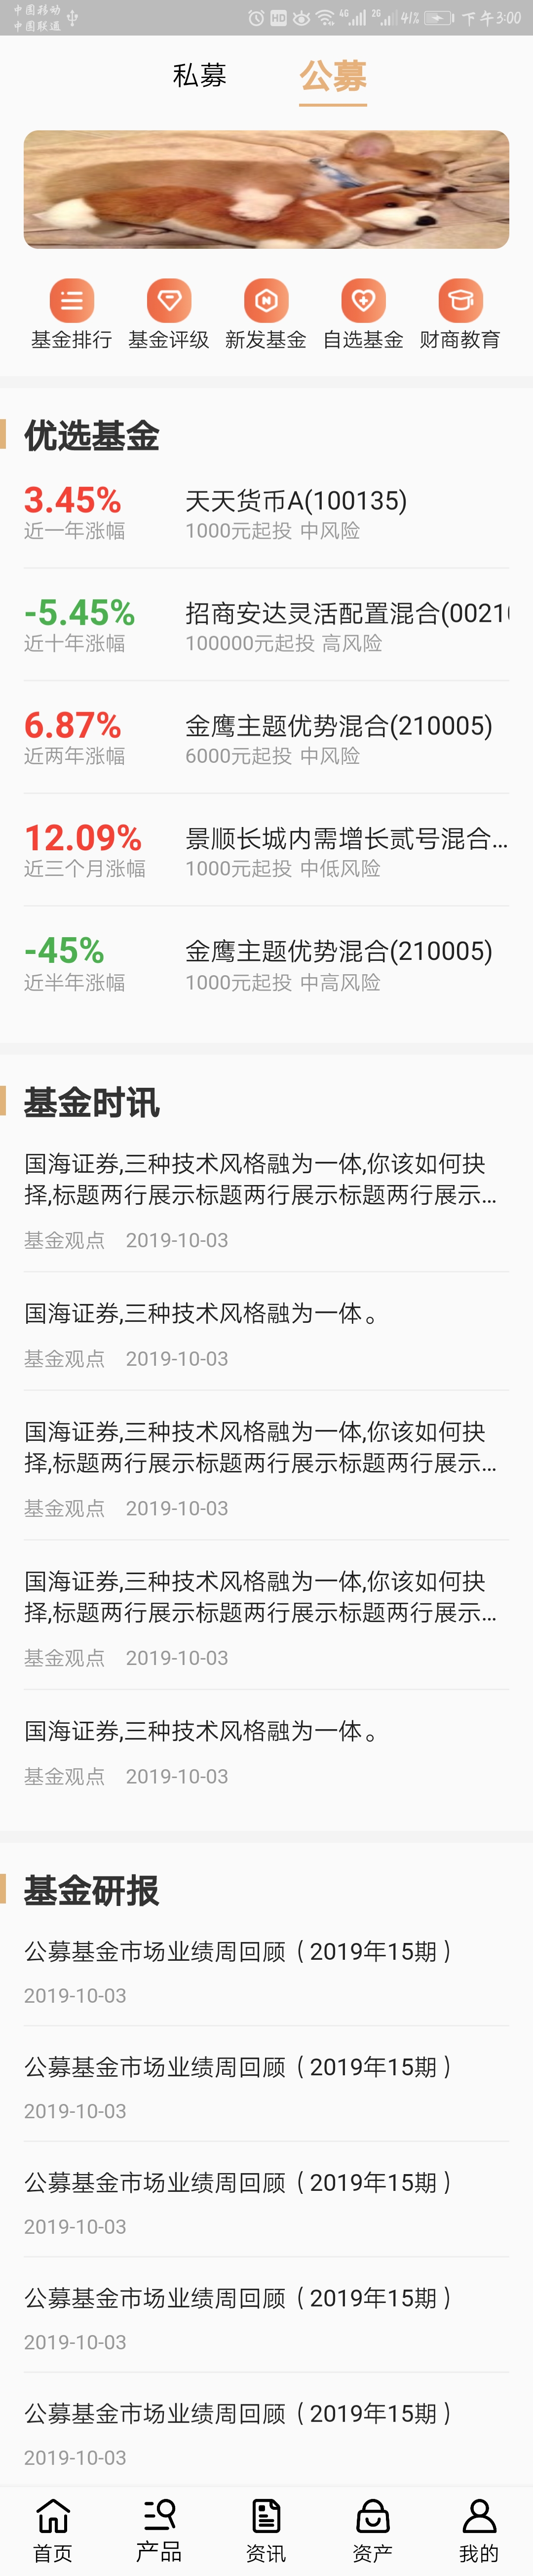 中国移动
中国联通
HD 4G 2G 41% 下午3:00
私募 公募
基金排行 基金评级 新发基金 自选基金 财商教育
优选基金
3.45% 天天货币A(100135)
近一年涨幅 1000元起投 中风险
-5.45% 招商安达灵活配置混合(00210
近十年涨幅 100000元起投 高风险
6.87% 金鹰主题优势混合(210005)
近两年涨幅 6000元起投 中风险
12.09% 景顺长城内需增长贰号混合...
近三个月涨幅 1000元起投 中低风险
-45% 金鹰主题优势混合(210005)
近半年涨幅 1000元起投 中高风险
基金时讯
国海证券,三种技术风格融为一体,你该如何抉
择,标题两行展示标题两行展示标题两行展示...
基金观点 2019-10-03
国海证券,三种技术风格融为一体。
基金观点 2019-10-03
国海证券,三种技术风格融为一体,你该如何抉
择,标题两行展示标题两行展示标题两行展示...
基金观点 2019-10-03
国海证券,三种技术风格融为一体,你该如何抉
择,标题两行展示标题两行展示标题两行展示...
基金观点 2019-10-03
国海证券,三种技术风格融为一体。
基金观点 2019-10-03
基金研报
公募基金市场业绩周回顾（2019年15期）
2019-10-03
公募基金市场业绩周回顾（2019年15期）
2019-10-03
公募基金市场业绩周回顾（2019年15期）
2019-10-03
公募基金市场业绩周回顾（2019年15期）
2019-10-03
公募基金市场业绩周回顾（2019年15期）
2019-10-03
首页 产品 资讯 资产 我的